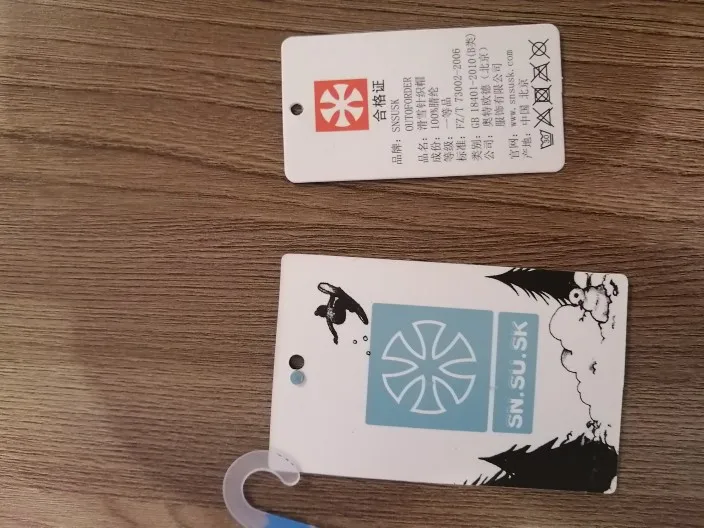 合格证
品牌: SNSUSK
OUTOFORDER
品名: 滑雪针织帽
成份: 100%腈纶
等级: 一等品
标准: FZ/T 73002-2006
类别: GB 18401-2010(B类)
公司: 奥特欧德（北京）
服饰有限公司
官网: www.snsusk.com
产地: 中国 北京
SN.SU.SK